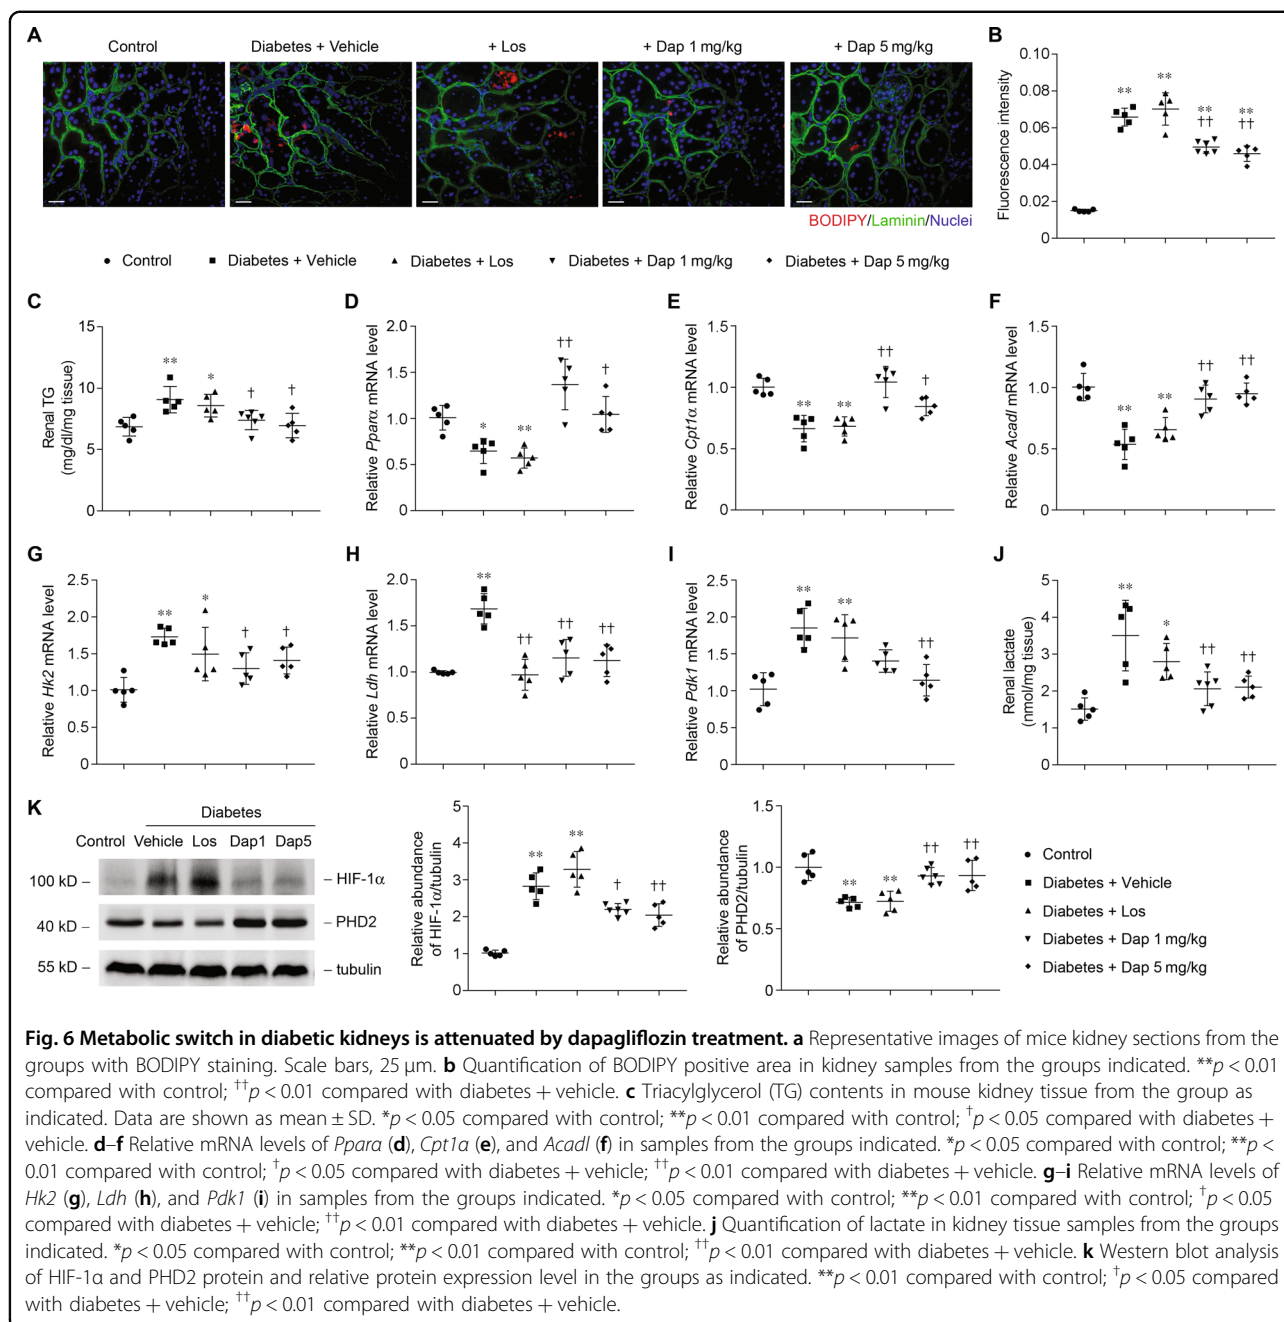 A
Control
Diabetes + Vehicle
+ Los
+ Dap 1 mg/kg
+ Dap 5 mg/kg
BODIPY/Laminin/Nuclei
B
Fluorescence intensity
0.10
0.08
0.06
0.04
0.02
0
**
**
**
††
**
††
Control
Diabetes + Vehicle
Diabetes + Los
Diabetes + Dap 1 mg/kg
Diabetes + Dap 5 mg/kg
C
Renal TG
(mg/dl/mg tissue)
15
10
5
0
**
*
†
†
D
Relative Pparα mRNA level
2.0
1.5
1.0
0.5
0
*
**
††
†
E
Relative Cpt1α mRNA level
1.5
1.0
0.5
0
**
**
††
†
F
Relative Acadl mRNA level
1.5
1.0
0.5
0
**
**
††
††
G
Relative Hk2 mRNA level
2.5
2.0
1.5
1.0
0.5
0
**
*
†
†
H
Relative Ldh mRNA level
2.0
1.5
1.0
0.5
0
**
††
††
††
I
Relative Pdk1 mRNA level
2.5
2.0
1.5
1.0
0.5
0
**
**
††
J
Renal lactate
(nmol/mg tissue)
5
4
3
2
1
0
**
*
††
††
K
Diabetes
Control Vehicle Los Dap1 Dap5
100 kD –
– HIF-1α
40 kD –
– PHD2
55 kD –
– tubulin
Relative abundance
of HIF-1α/tubulin
5
4
3
2
1
0
**
**
†
††
Relative abundance
of PHD2/tubulin
1.5
1.0
0.5
0
**
**
††
††
Control
Diabetes + Vehicle
Diabetes + Los
Diabetes + Dap 1 mg/kg
Diabetes + Dap 5 mg/kg
Fig. 6 Metabolic switch in diabetic kidneys is attenuated by dapagliflozin treatment. a Representative images of mice kidney sections from the
groups with BODIPY staining. Scale bars, 25 μm. b Quantification of BODIPY positive area in kidney samples from the groups indicated. **p < 0.01
compared with control; ††p < 0.01 compared with diabetes + vehicle. c Triacylglycerol (TG) contents in mouse kidney tissue from the group as
indicated. Data are shown as mean ± SD. *p < 0.05 compared with control; **p < 0.01 compared with control; †p < 0.05 compared with diabetes +
vehicle. d–f Relative mRNA levels of Ppara (d), Cpt1a (e), and Acadl (f) in samples from the groups indicated. *p < 0.05 compared with control; **p <
0.01 compared with control; †p < 0.05 compared with diabetes + vehicle; ††p < 0.01 compared with diabetes + vehicle. g–i Relative mRNA levels of
Hk2 (g), Ldh (h), and Pdk1 (i) in samples from the groups indicated. *p < 0.05 compared with control; **p < 0.01 compared with control; †p < 0.05
compared with diabetes + vehicle; ††p < 0.01 compared with diabetes + vehicle. j Quantification of lactate in kidney tissue samples from the groups
indicated. *p < 0.05 compared with control; **p < 0.01 compared with control; ††p < 0.01 compared with diabetes + vehicle. k Western blot analysis
of HIF-1α and PHD2 protein and relative protein expression level in the groups as indicated. **p < 0.01 compared with control; †p < 0.05 compared
with diabetes + vehicle; ††p < 0.01 compared with diabetes + vehicle.